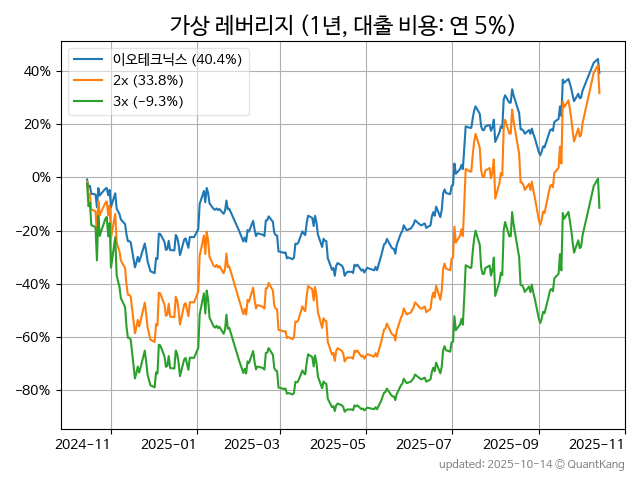 가상 레버리지 (1년, 대출 비용: 연 5%)
이오테크닉스 (40.4%)
2x (33.8%)
3x (−9.3%)
40%
20%
0%
−20%
−40%
−60%
−80%
2024-11 2025-01 2025-03 2025-05 2025-07 2025-09 2025-11
updated: 2025-10-14 © QuantKang